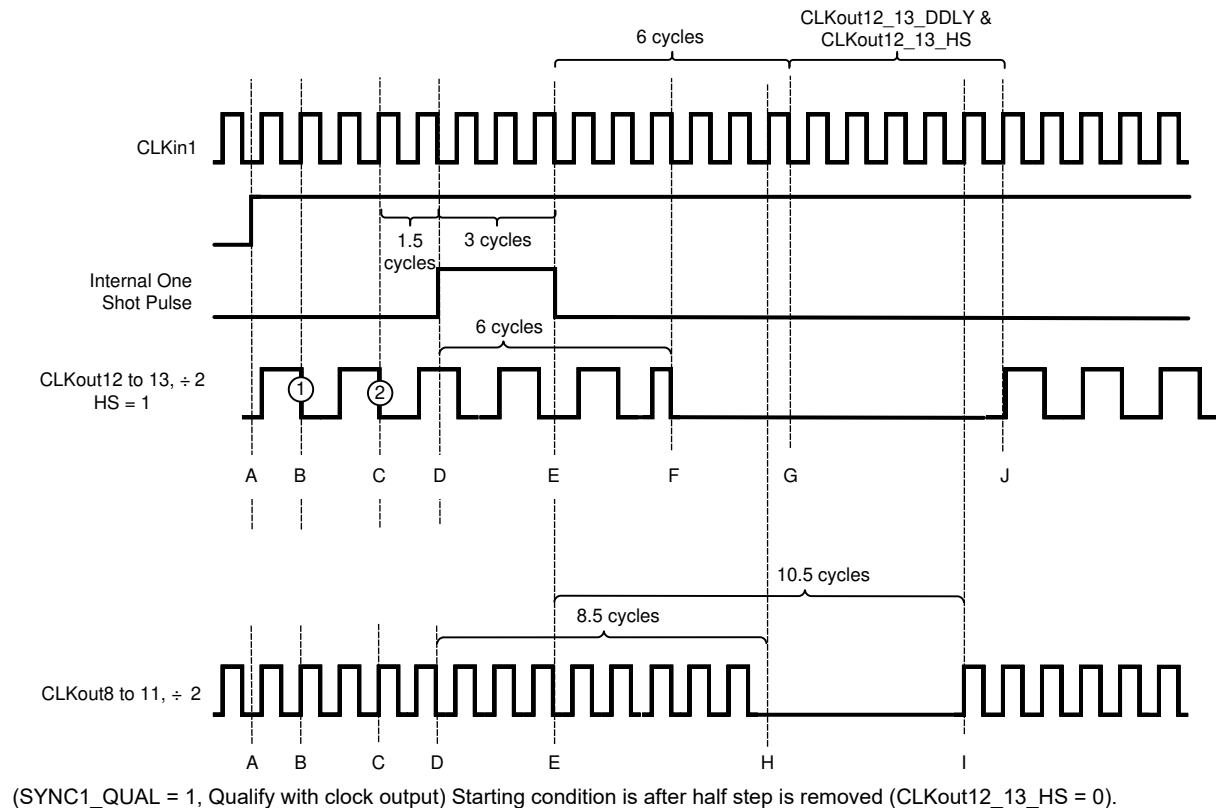 CLKout12_13_DDLY &
CLKout12_13_HS
6 cycles
CLKin1
1.5
cycles
3 cycles
Internal One
Shot Pulse
6 cycles
CLKout12 to 13, ÷ 2
HS = 1
1
2
A B C D E F G J
10.5 cycles
8.5 cycles
CLKout8 to 11, ÷ 2
A B C D E H I
(SYNC1_QUAL = 1, Qualify with clock output) Starting condition is after half step is removed (CLKout12_13_HS = 0).